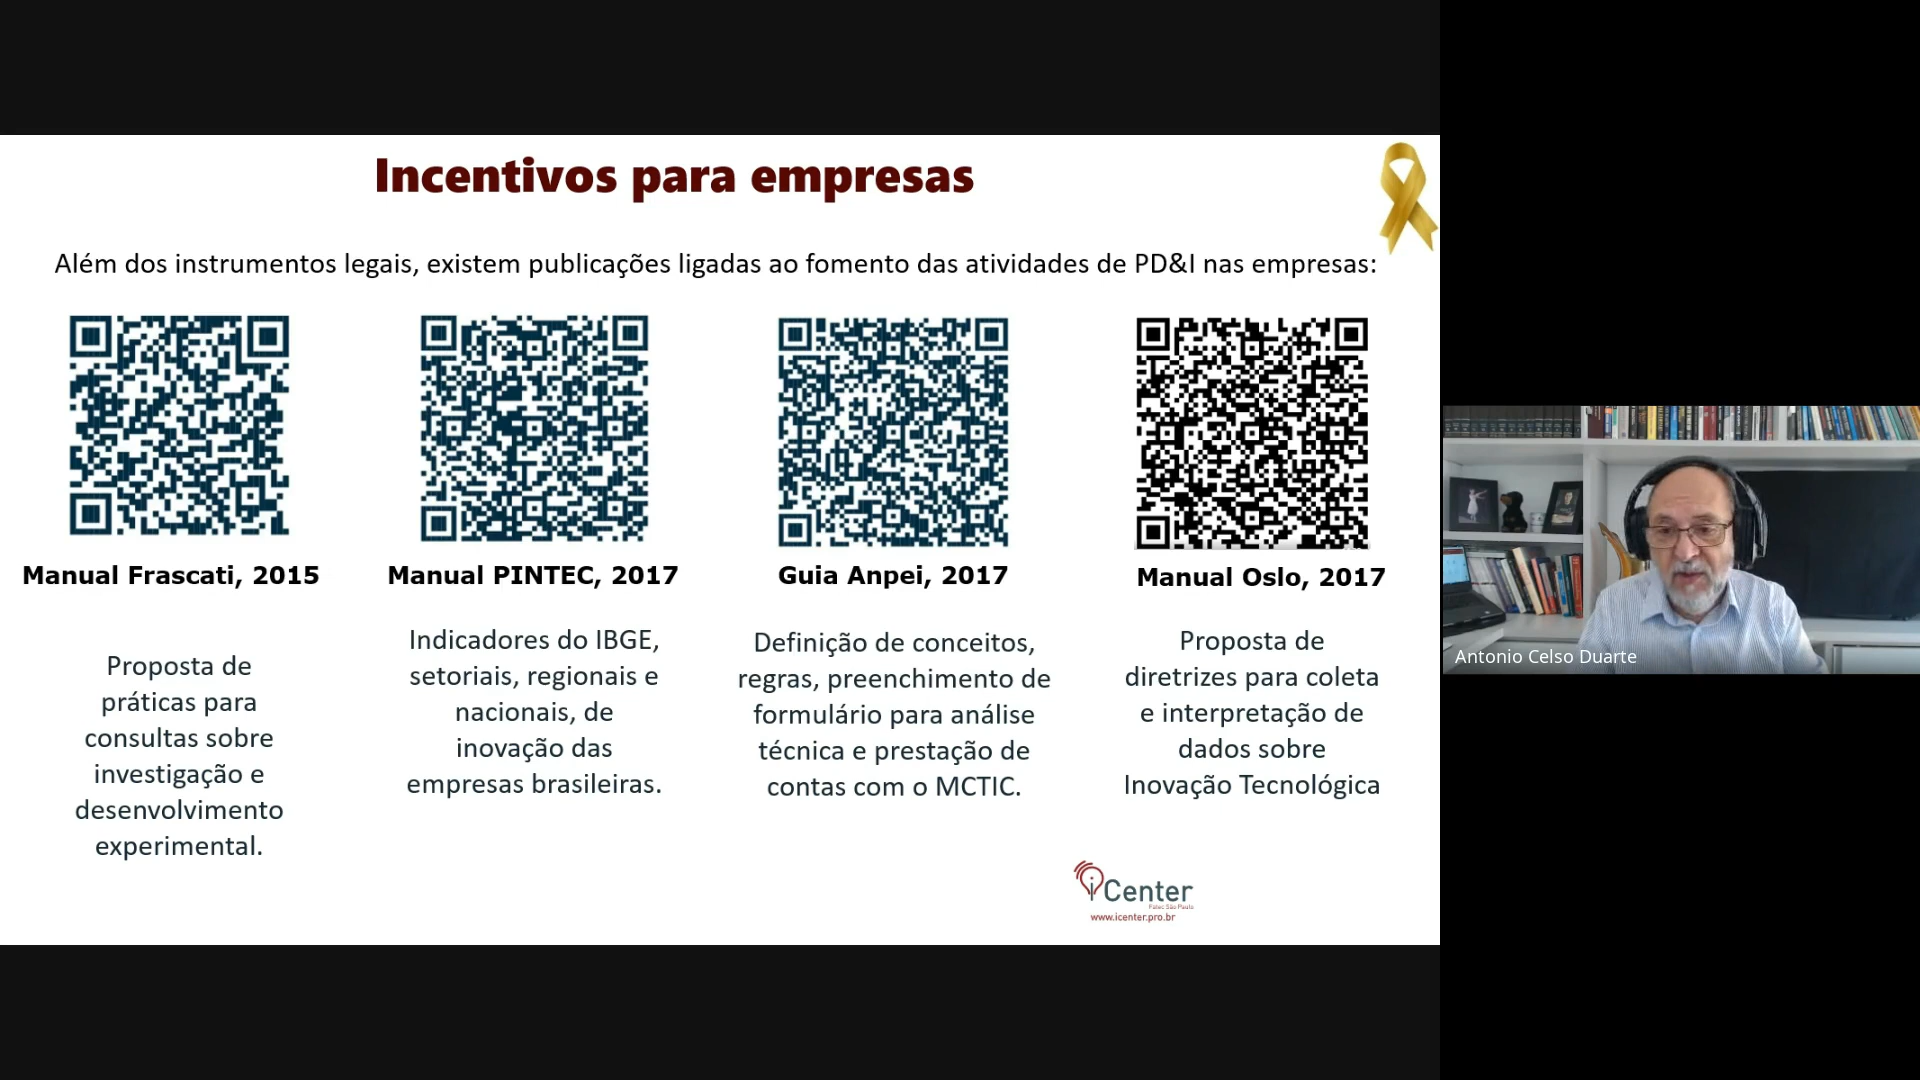 Incentivos para empresas
Além dos instrumentos legais, existem publicações ligadas ao fomento das atividades de PD&I nas empresas:
Manual Frascati, 2015
Proposta de
práticas para
consultas sobre
investigação e
desenvolvimento
experimental.
Manual PINTEC, 2017
Indicadores do IBGE,
setoriais, regionais e
nacionais, de
inovação das
empresas brasileiras.
Guia Anpei, 2017
Definição de conceitos,
regras, preenchimento de
formulário para análise
técnica e prestação de
contas com o MCTIC.
Manual Oslo, 2017
Proposta de
diretrizes para coleta
e interpretação de
dados sobre
Inovação Tecnológica
iCenter
Fatec São Paulo
www.icenter.pro.br
Antonio Celso Duarte